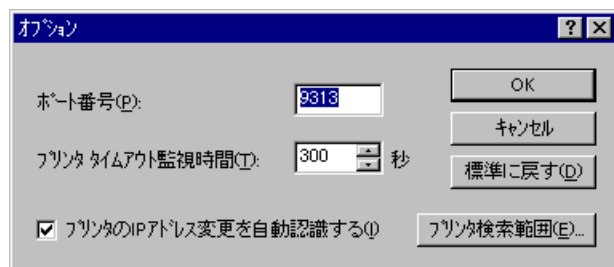 オプション
ポート番号(P): 9313
OK
キャンセル
プリンタ タイムアウト監視時間(T): 300 秒
標準に戻す(D)
プリンタのIPアドレス変更を自動認識する(I)
プリンタ検索範囲(E)...